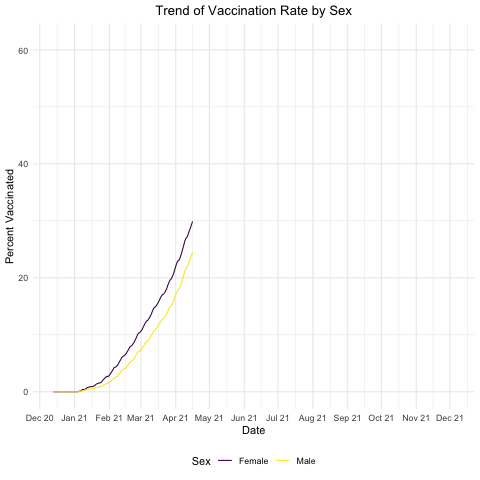 Trend of Vaccination Rate by Sex
Percent Vaccinated
60
40
20
0
Dec 20 Jan 21 Feb 21 Mar 21 Apr 21 May 21 Jun 21 Jul 21 Aug 21 Sep 21 Oct 21 Nov 21 Dec 21
Date
Sex Female Male